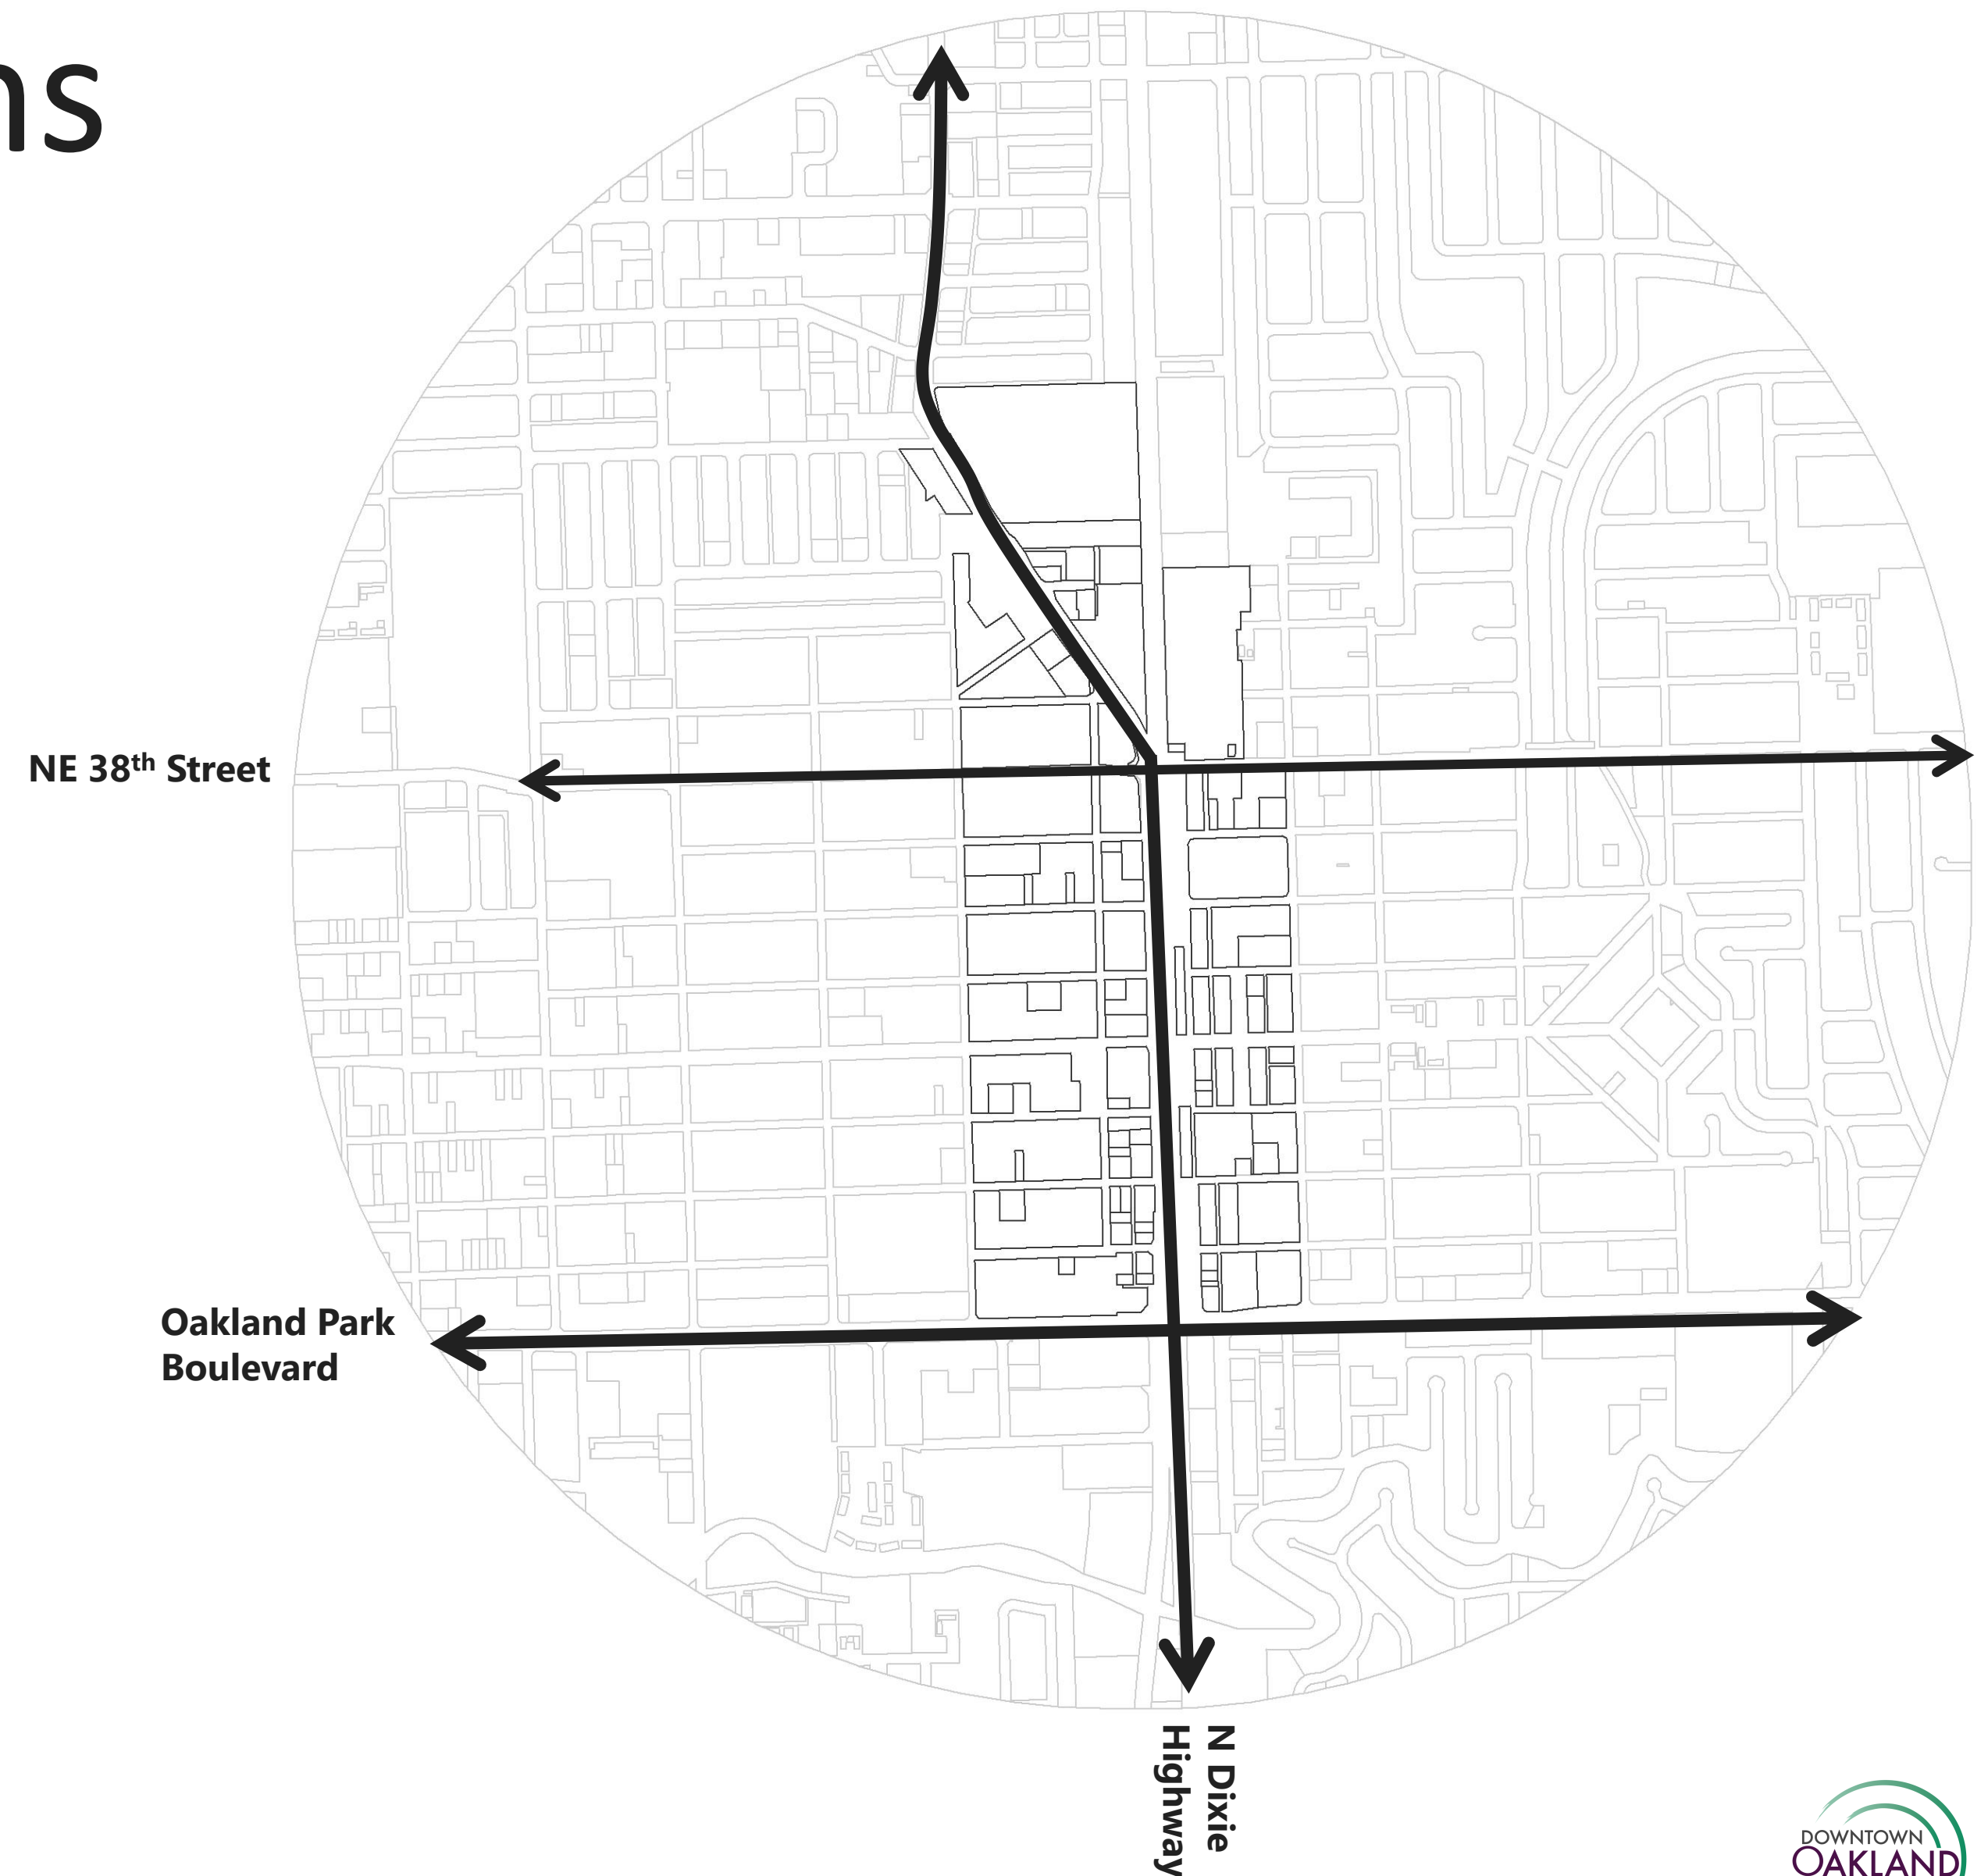 ns
NE 38th Street
Oakland Park
Boulevard
N Dixie
Highway
DOWNTOWN
OAKLAND